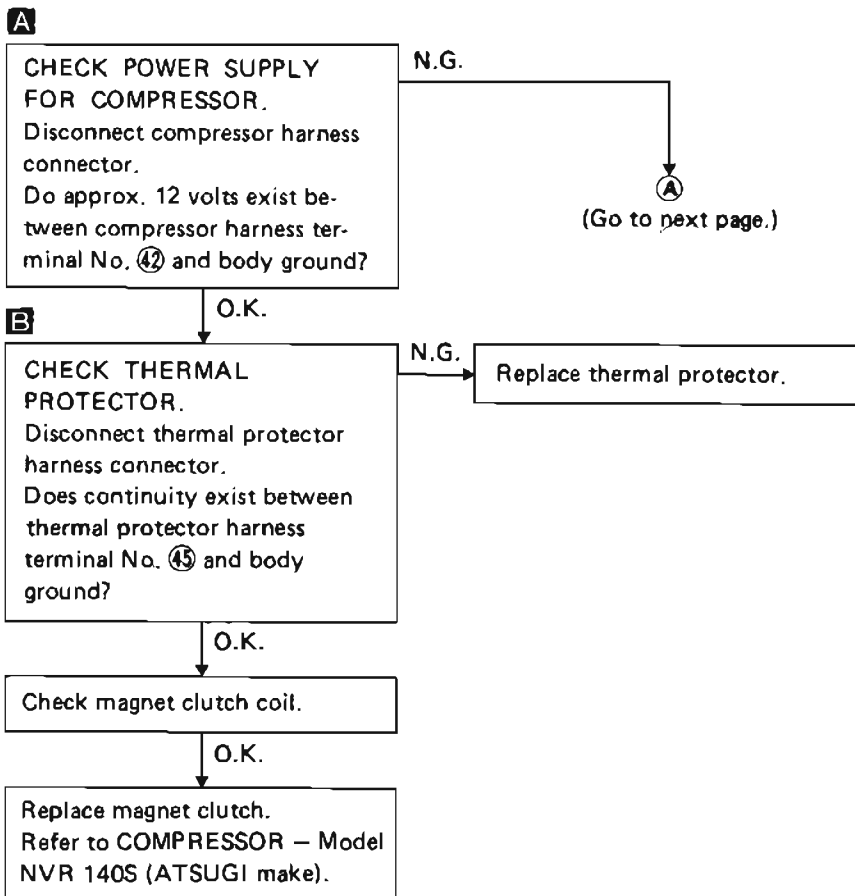 A
CHECK POWER SUPPLY
FOR COMPRESSOR.
Disconnect compressor harness
connector.
Do approx. 12 volts exist be-
tween compressor harness ter-
minal No. 42 and body ground?
N.G.
A
(Go to next page.)
O.K.
B
CHECK THERMAL
PROTECTOR.
Disconnect thermal protector
harness connector.
Does continuity exist between
thermal protector harness
terminal No. 45 and body
ground?
N.G.
Replace thermal protector.
O.K.
Check magnet clutch coil.
O.K.
Replace magnet clutch.
Refer to COMPRESSOR – Model
NVR 140S (ATSUGI make).